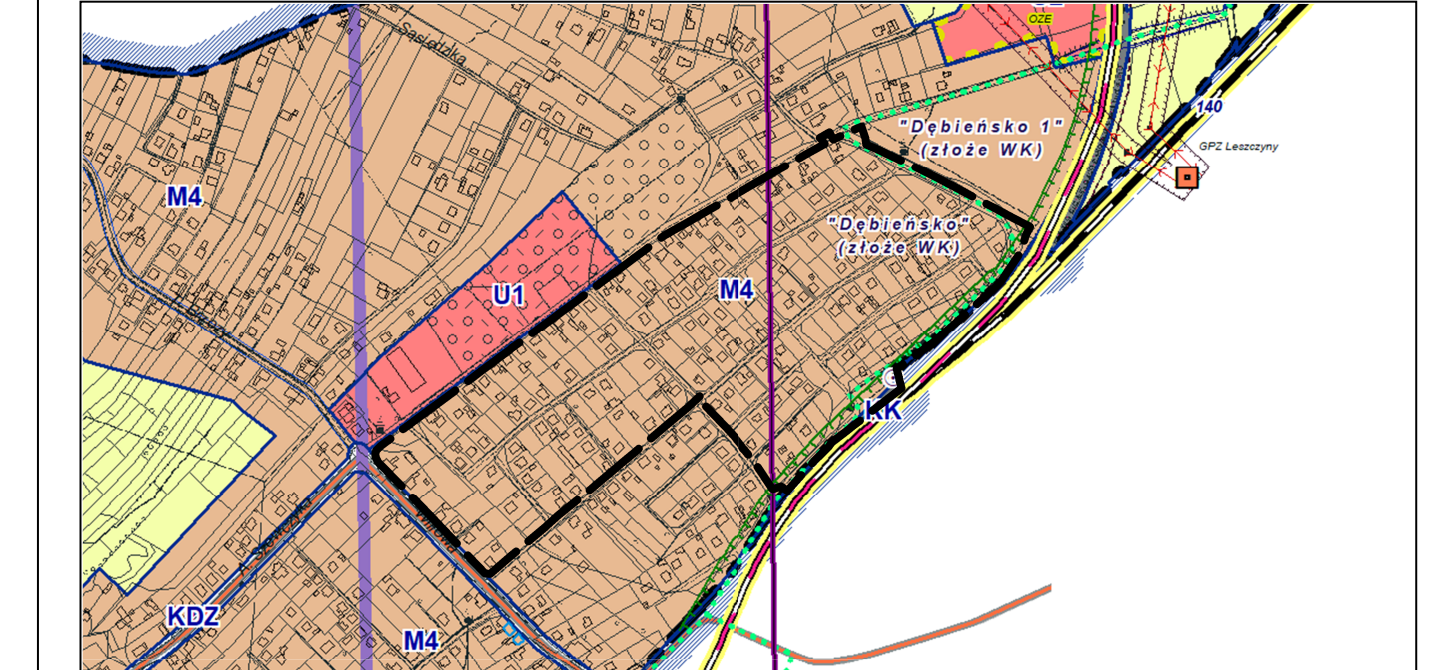 Sąsiedzka
OZE
140
"Dębieńsko 1"
(złoże WK)
GPZ Leszczyny
M4
"Dębieńsko"
(złoże WK)
M4
U1
KK
KDZ
M4